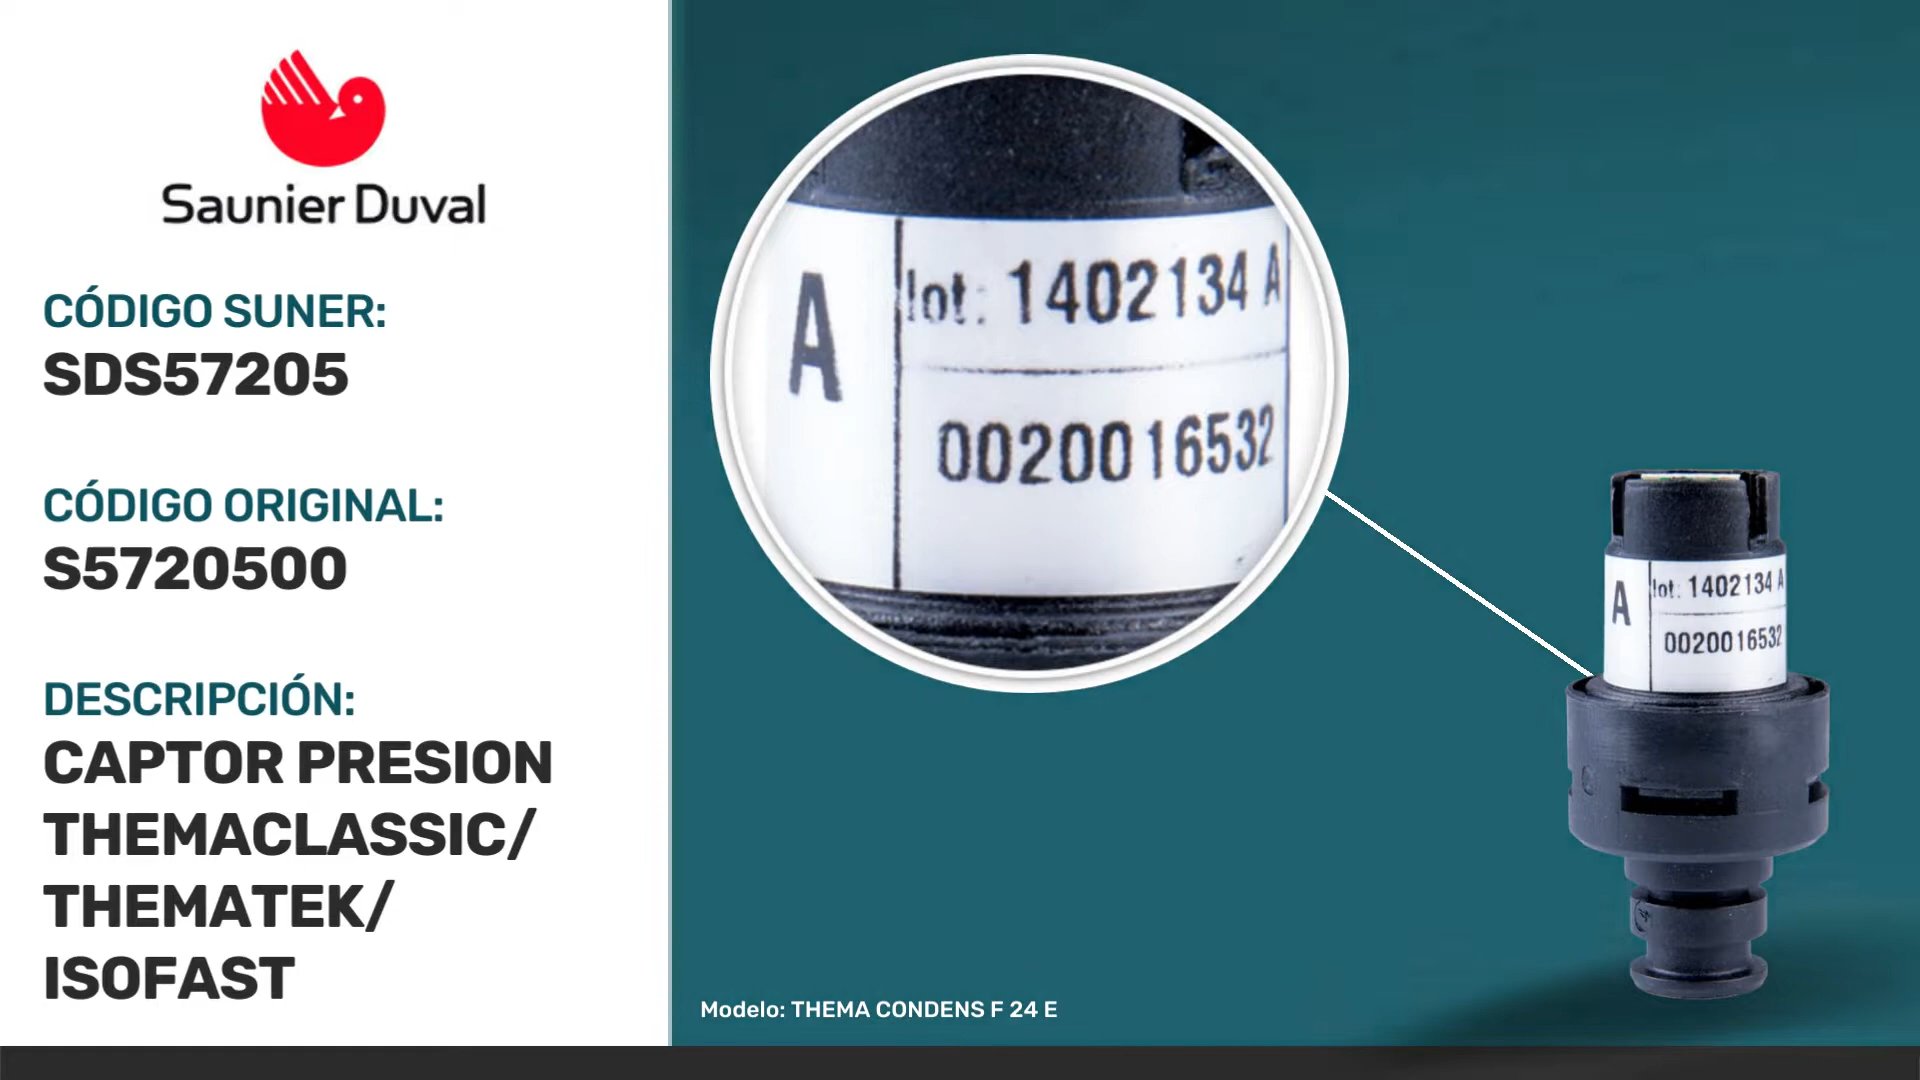 Saunier Duval
CÓDIGO SUNER:
SDS57205
CÓDIGO ORIGINAL:
S5720500
DESCRIPCIÓN:
CAPTOR PRESION
THEMACLASSIC/
THEMATEK/
ISOFAST
A
lot: 1402134 A
0020016532
A
lot: 1402134 A
0020016532
Modelo: THEMA CONDENS F 24 E